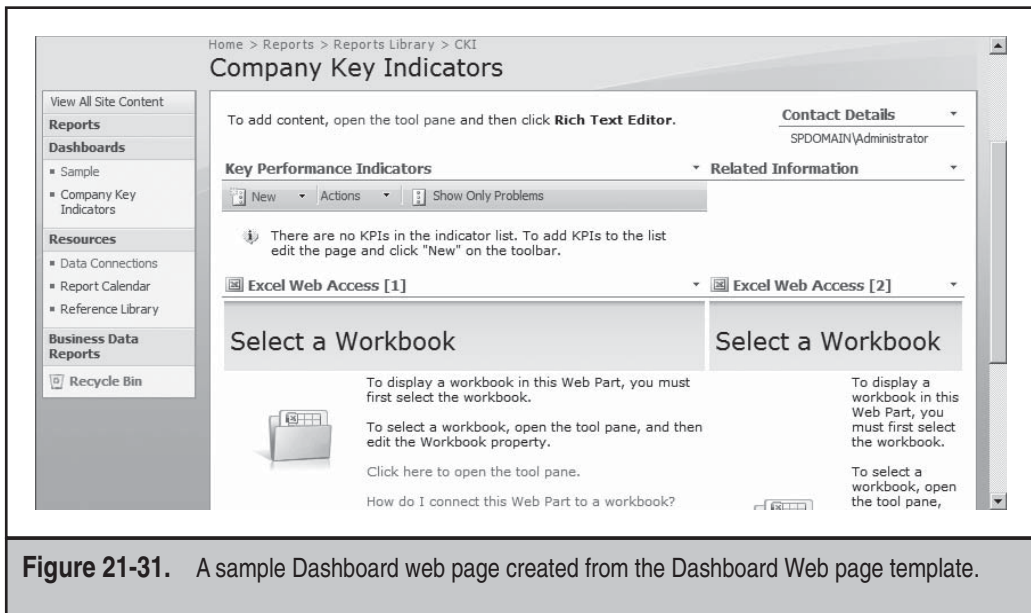 Home > Reports > Reports Library > CKI
Company Key Indicators
View All Site Content
Reports
Dashboards
Sample
Company Key
Indicators
Resources
Data Connections
Report Calendar
Reference Library
Business Data
Reports
Recycle Bin
To add content, open the tool pane and then click Rich Text Editor.
Contact Details
SPDOMAIN\Administrator
Key Performance Indicators
Related Information
New Actions Show Only Problems
There are no KPIs in the indicator list. To add KPIs to the list
edit the page and click "New" on the toolbar.
Excel Web Access [1]
Select a Workbook
To display a workbook in this Web Part, you must
first select the workbook.
To select a workbook, open the tool pane, and then
edit the Workbook property.
Click here to open the tool pane.
How do I connect this Web Part to a workbook?
Excel Web Access [2]
Select a Workbook
To display a
workbook in this
Web Part, you
must first select
the workbook.
To select a
workbook, open
the tool pane,
Figure 21-31. A sample Dashboard web page created from the Dashboard Web page template.